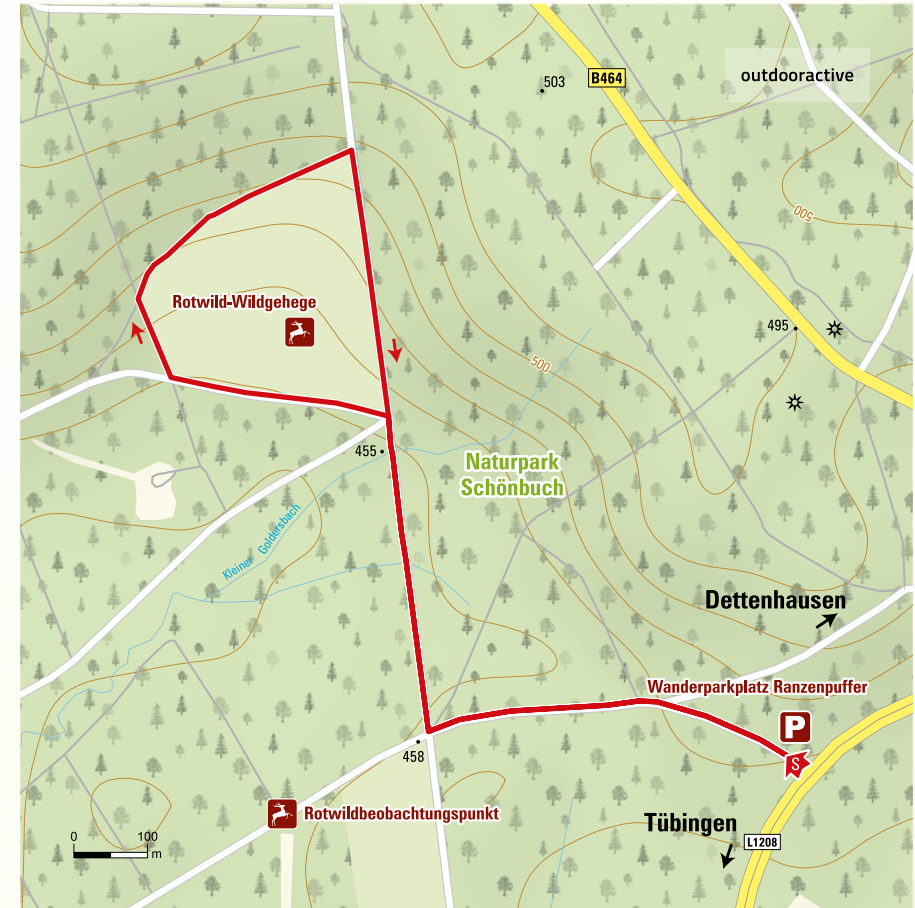 503
B464
outdooractive
500
Rotwild-Wildgehege
495
500
455
Naturpark
Schönbuch
Kleiner Goldersbach
Dettenhausen
Wanderparkplatz Ranzenpuffer
P
S
458
Rotwildbeobachtungspunkt
Tübingen
L1208
0 100
m